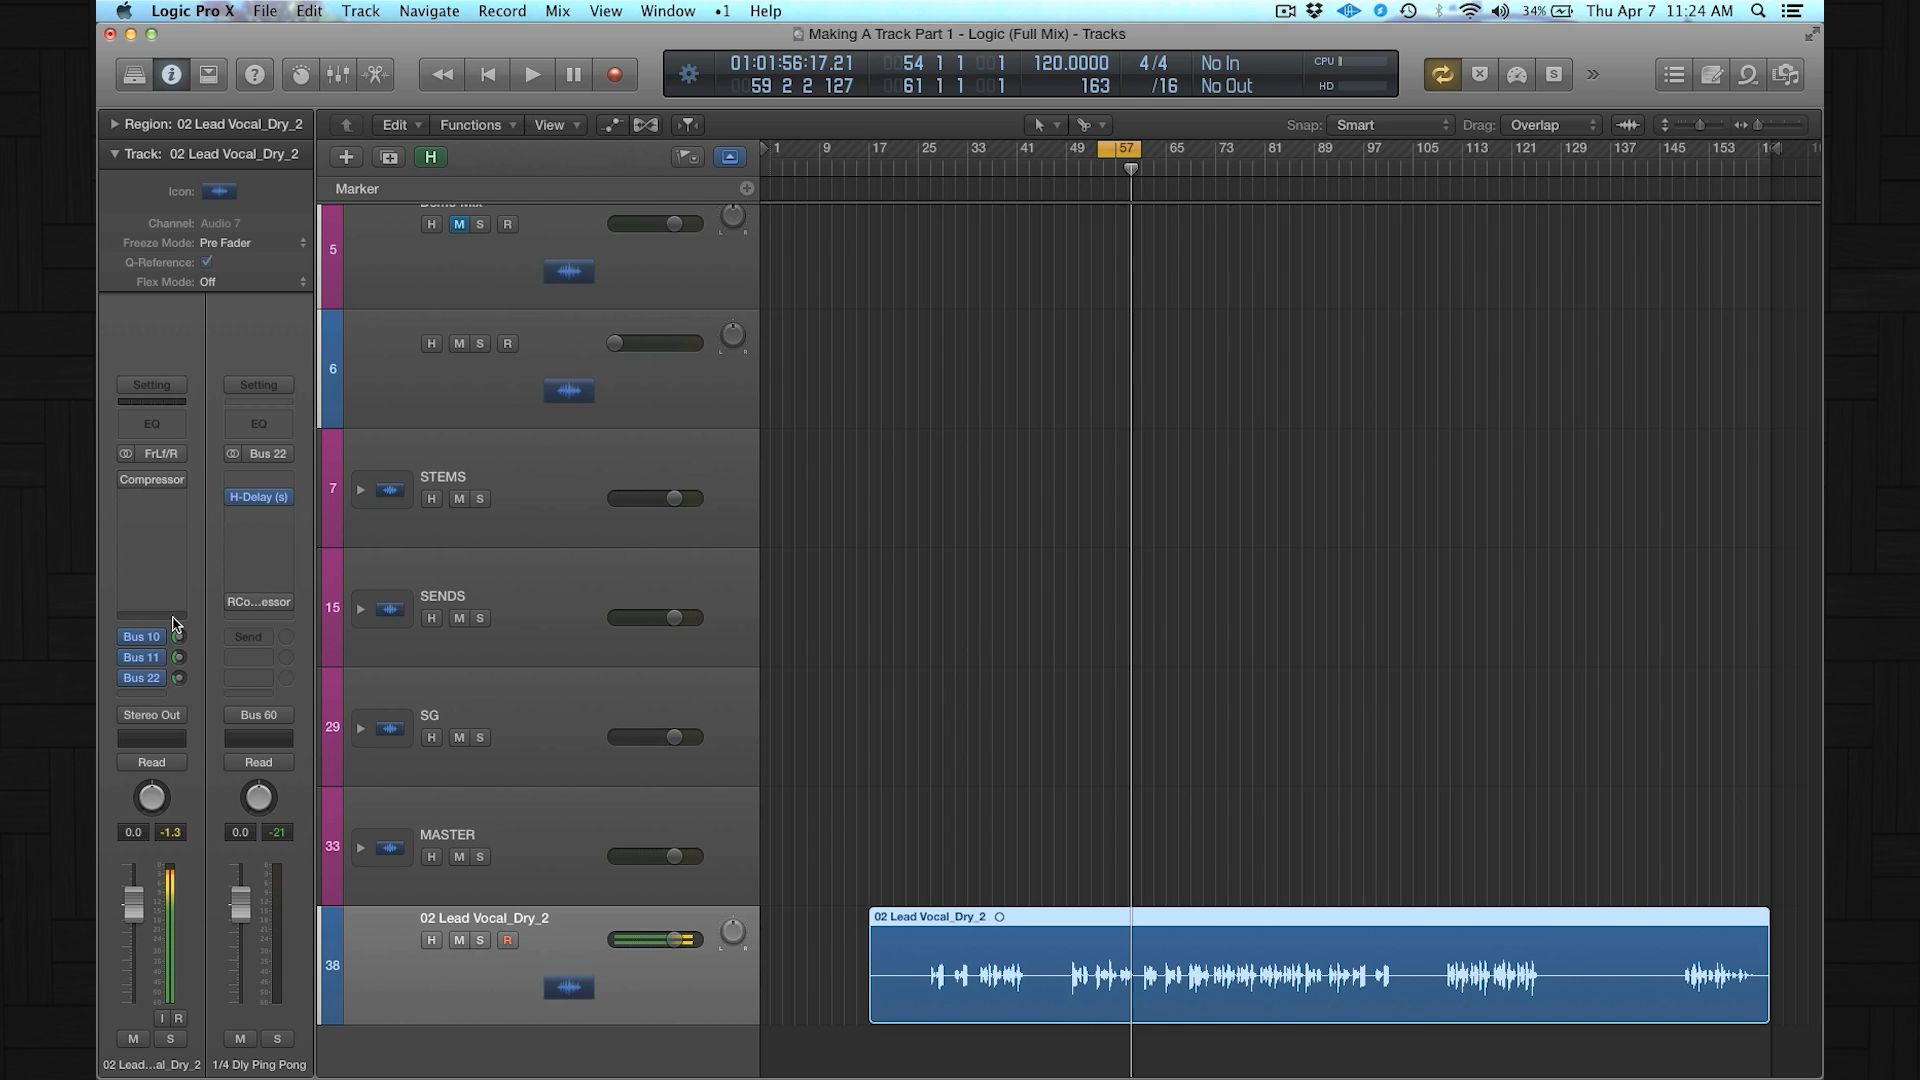 Logic Pro X File Edit Track Navigate Record Mix View Window •1 Help 34% Thu Apr 7 11:24 AM
Making A Track Part 1 - Logic (Full Mix) - Tracks
01:01:56:17.21 54 1 1 1 120.0000 4/4 No In CPU
59 2 2 127 61 1 1 001 163 /16 No Out HD
S
Region: 02 Lead Vocal_Dry_2
Edit Functions View Snap: Smart Drag: Overlap
Track: 02 Lead Vocal_Dry_2
H
1 9 17 25 33 41 49 57 65 73 81 89 97 105 113 121 129 137 145 153
Marker
Icon:
Channel: Audio 7
Freeze Mode: Pre Fader
Q-Reference:
Flex Mode: Off
5
H M S R
L R
6
H M S R
L R
7
STEMS
H M S
15
SENDS
H M S
29
SG
H M S
33
MASTER
H M S
38
02 Lead Vocal_Dry_2
H M S R
L R
02 Lead Vocal_Dry_2
Setting Setting
EQ EQ
FrLf/R Bus 22
Compressor
H-Delay (s)
RCo...essor
Bus 10 Send
Bus 11
Bus 22
Stereo Out Bus 60
Read Read
0.0 -1.3 0.0 -21
I R
M S M S
02 Lead...al_Dry_2 1/4 Dly Ping Pong